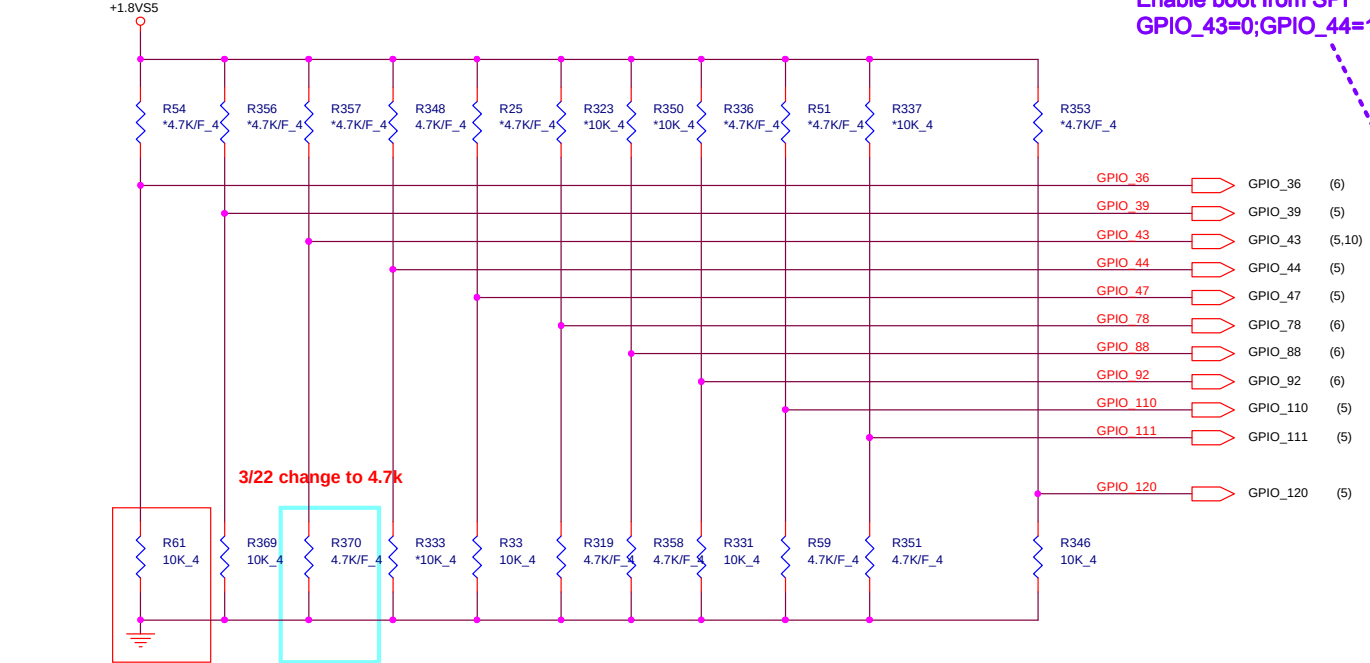 +1.8VS5
Enable boot from SPI
GPIO_43=0;GPIO_44=1
R54
*4.7K/F_4
R356
*4.7K/F_4
R357
*4.7K/F_4
R348
4.7K/F_4
R25
*4.7K/F_4
R323
*10K_4
R350
*10K_4
R336
*4.7K/F_4
R51
*4.7K/F_4
R337
*10K_4
R353
*4.7K/F_4
GPIO_36 GPIO_36 (6)
GPIO_39 GPIO_39 (5)
GPIO_43 GPIO_43 (5,10)
GPIO_44 GPIO_44 (5)
GPIO_47 GPIO_47 (5)
GPIO_78 GPIO_78 (6)
GPIO_88 GPIO_88 (6)
GPIO_92 GPIO_92 (6)
GPIO_110 GPIO_110 (5)
GPIO_111 GPIO_111 (5)
GPIO_120 GPIO_120 (5)
3/22 change to 4.7k
R61
10K_4
R369
10K_4
R370
4.7K/F_4
R333
*10K_4
R33
10K_4
R319
4.7K/F_4
R358
4.7K/F_4
R331
10K_4
R59
4.7K/F_4
R351
4.7K/F_4
R346
10K_4